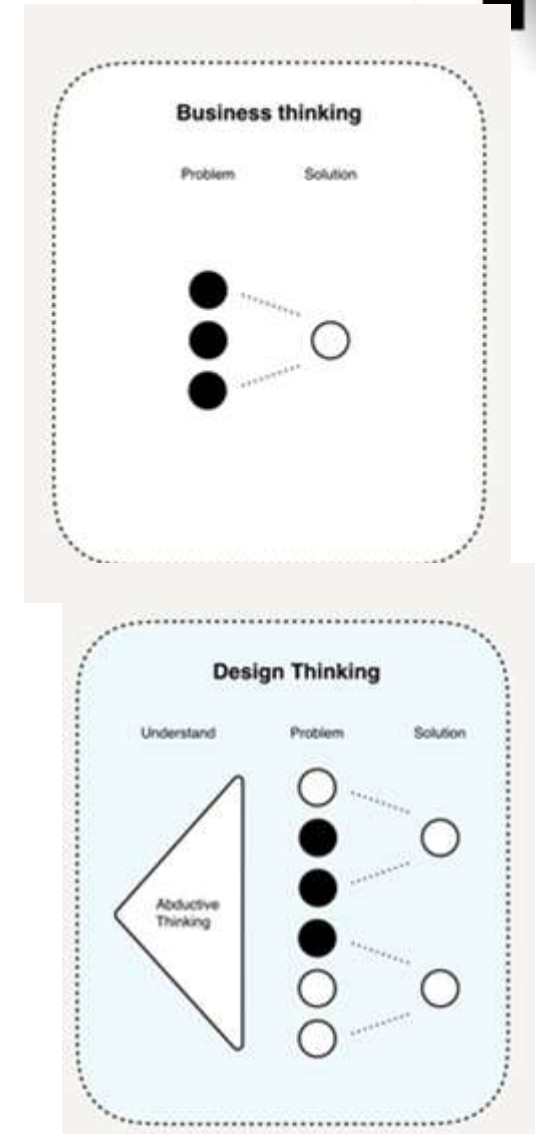 Business thinking
Problem Solution
Design Thinking
Understand Problem Solution
Abductive
Thinking